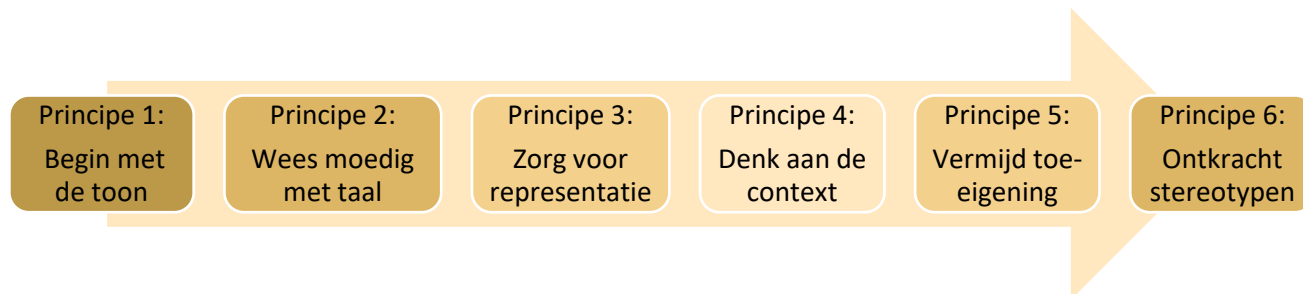 Principe 1:
Begin met
de toon
Principe 2:
Wees moedig
met taal
Principe 3:
Zorg voor
representatie
Principe 4:
Denk aan de
context
Principe 5:
Vermijd toe-
eigening
Principe 6:
Ontkracht
stereotypen